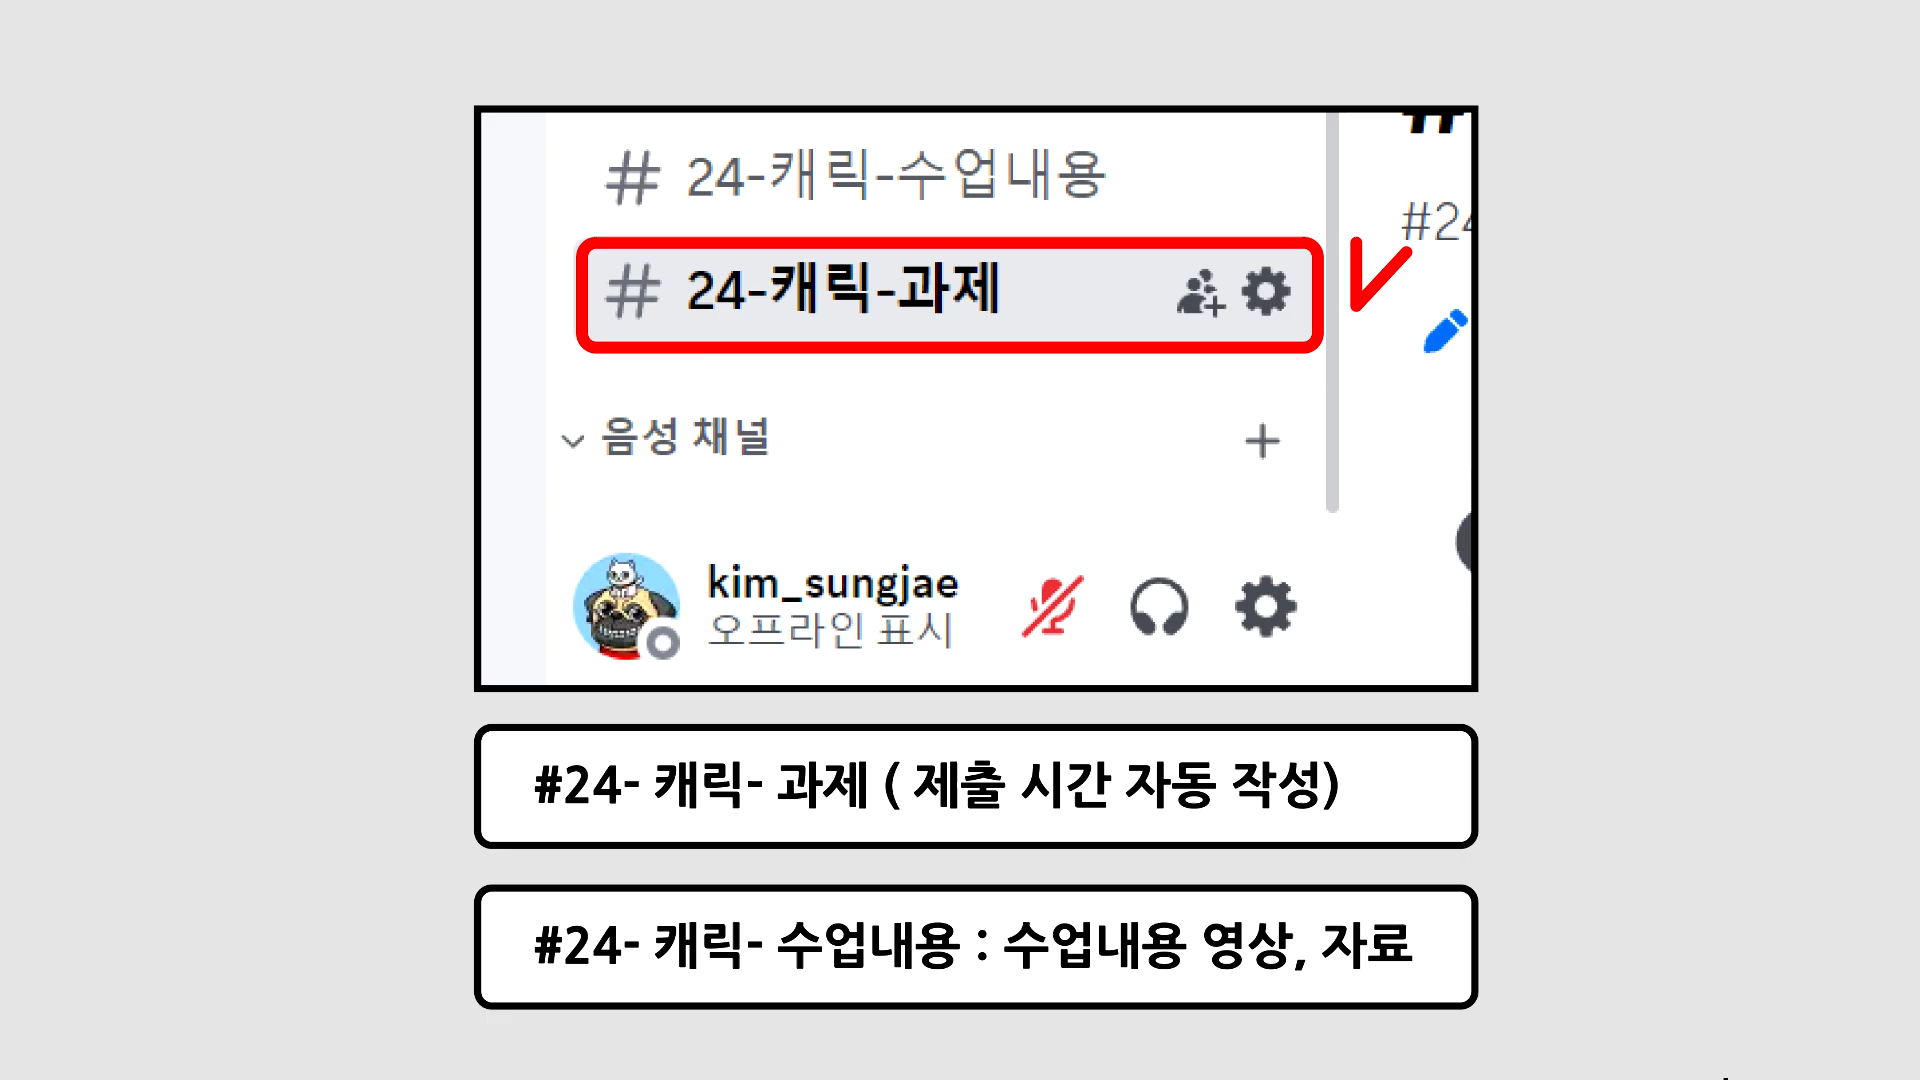 # 24-캐릭-수업내용
#24
# 24-캐릭-과제
음성 채널
kim_sungjae
오프라인 표시
#24- 캐릭- 과제 ( 제출 시간 자동 작성)
#24- 캐릭- 수업내용 : 수업내용 영상, 자료